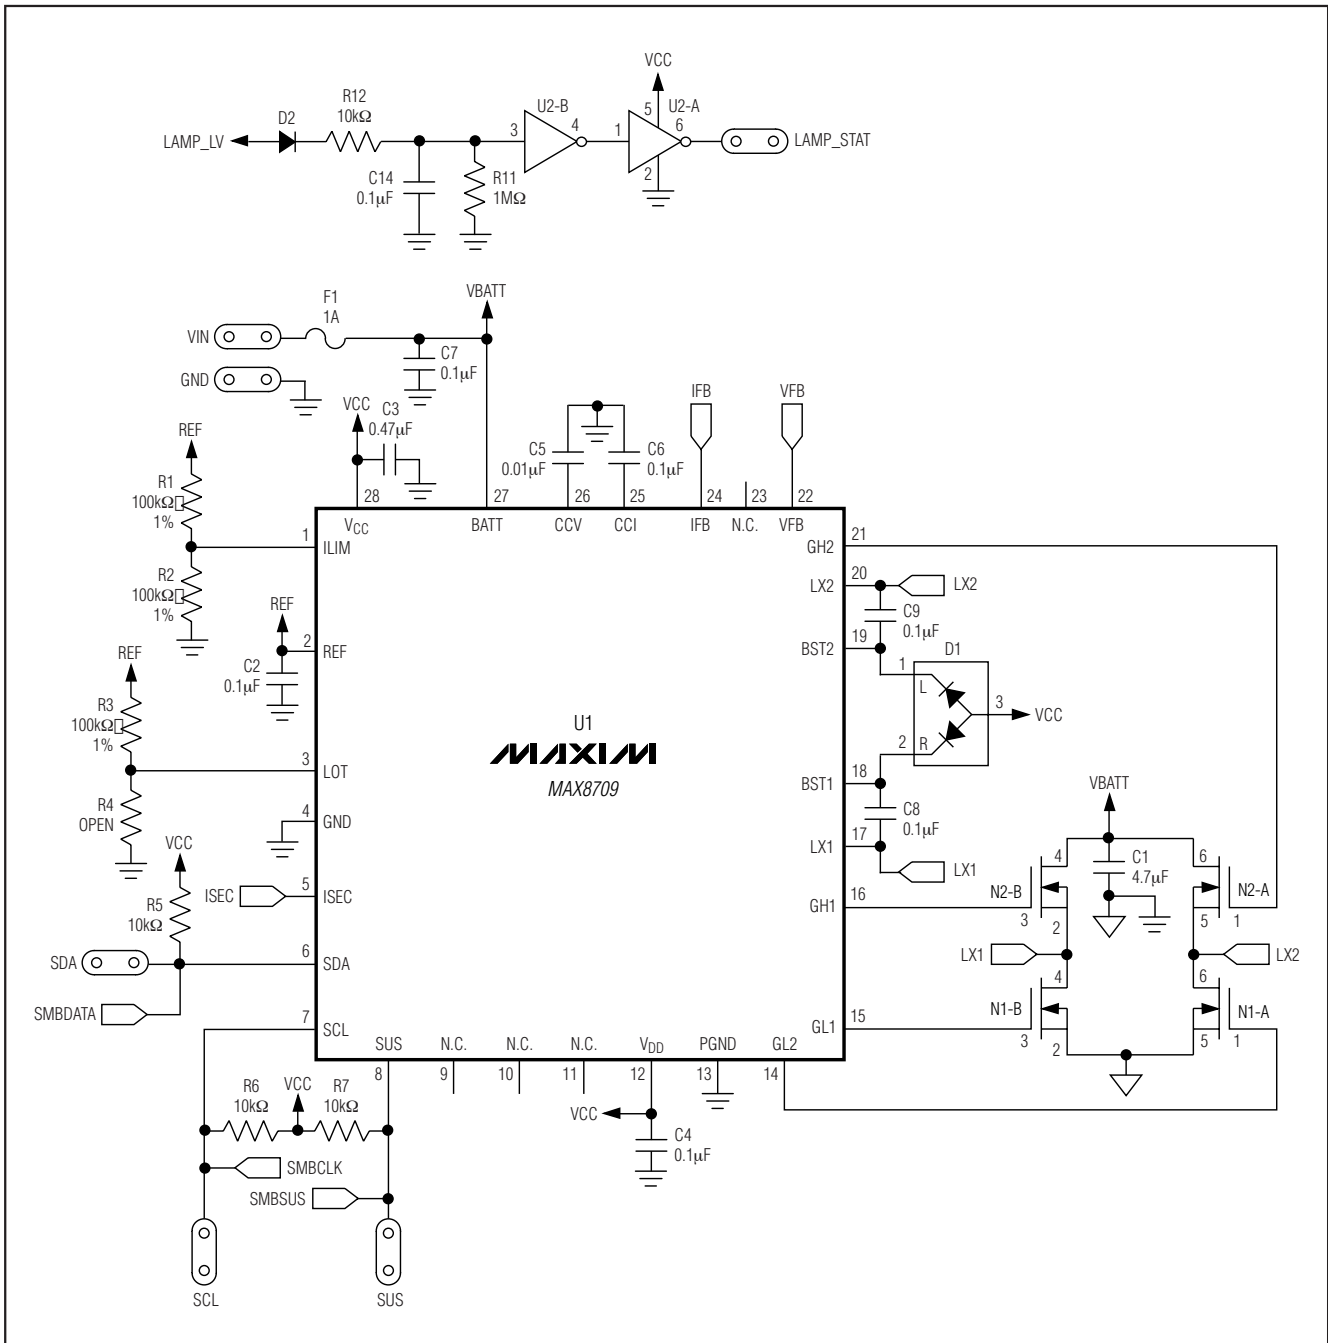 VCC
D2
R12
10kΩ
U2-B
U2-A
5
LAMP_LV
3
4
1
6
LAMP_STAT
2
C14
0.1µF
R11
1MΩ
F1
1A
VBATT
VIN
C7
0.1µF
GND
VCC
C3
0.47µF
IFB
VFB
REF
C5
0.01µF
C6
0.1µF
R1
100kΩ
1%
28
27
26
25
24
23
22
VCC
BATT
CCV
CCI
IFB
N.C.
VFB
1
ILIM
GH2
21
R2
100kΩ
1%
LX2
20
LX2
C9
0.1µF
REF
2
REF
BST2
19
D1
C2
0.1µF
1
L
3
VCC
2
R
REF
R3
100kΩ
1%
3
LOT
U1
MAXIM
MAX8709
BST1
18
C8
0.1µF
R4
OPEN
4
GND
LX1
17
LX1
VBATT
VCC
ISEC
5
ISEC
GH1
16
4
C1
4.7µF
6
N2-B
N2-A
3
2
5
1
R5
10kΩ
SDA
6
SDA
LX1
LX2
SMBDATA
4
6
7
SCL
GL1
15
N1-B
N1-A
3
2
5
1
SUS
N.C.
N.C.
N.C.
VDD
PGND
GL2
8
9
10
11
12
13
14
R6
10kΩ
VCC
R7
10kΩ
VCC
C4
0.1µF
SMBCLK
SMBSUS
SCL
SUS